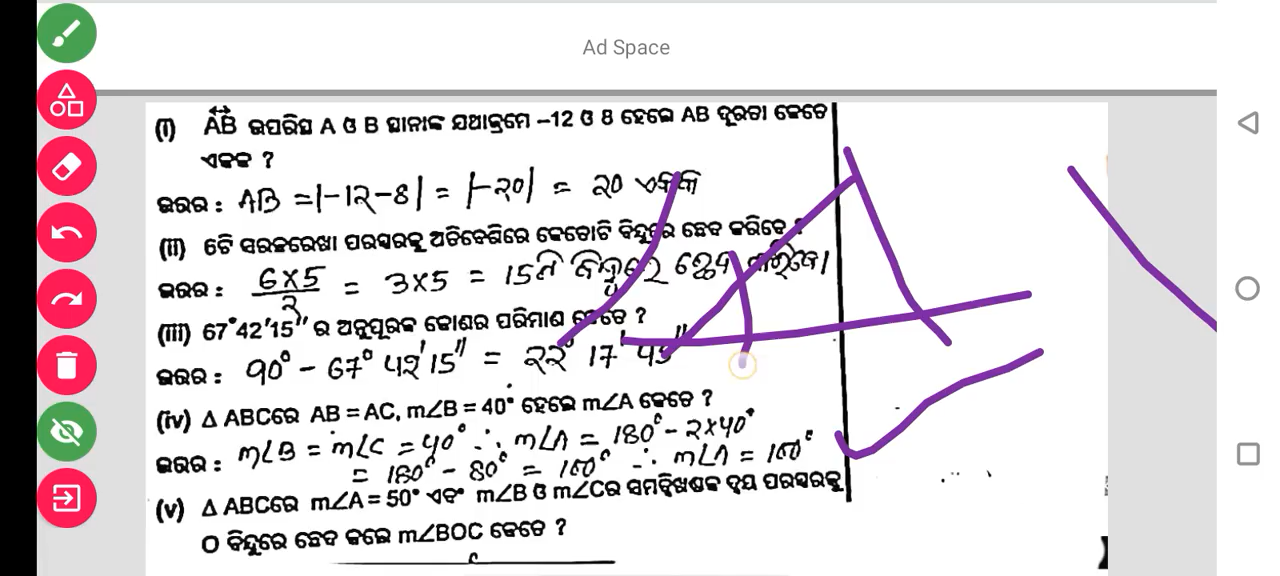 Ad Space
(i) AB ଉପରିସ୍ଥ A ଓ B ସ୍ଥାନାଙ୍କ ଯଥାକ୍ରମେ –12 ଓ 8 ହେଲେ AB ଦୂରତା କେତେ
ଏକକ ?
ଉତ୍ତର : AB = |-12-8| = |-20| = 20 ଏକକ
(ii) 6ଟି ସରଳରେଖା ପରସ୍ପରକୁ ଅତିବେଶିରେ କେତୋଟି ବିନ୍ଦୁରେ ଛେଦ କରିବେ ?
ଉତ୍ତର : 6×5/2 = 3×5 = 15ଟି ବିନ୍ଦୁରେ ଛେଦ କରିବେ।
(iii) 67°42'15'' ର ଅନୁପୂରକ କୋଣର ପରିମାଣ କେତେ ?
ଉତ୍ତର : 90° - 67° 42' 15'' = 22° 17' 45''
(iv) Δ ABCରେ AB = AC, m∠B = 40° ହେଲେ m∠A କେତେ ?
ଉତ୍ତର : m∠B = m∠C = 40° ∴ m∠A = 180° - 2×40°
= 180° - 80° = 100° ∴ m∠A = 100°
(v) Δ ABCରେ m∠A = 50° ଏବଂ m∠B ଓ m∠Cର ସମଦ୍ବିଖଣ୍ଡକ ଦ୍ଵୟ ପରସ୍ପରକୁ
O ବିନ୍ଦୁରେ ଛେଦ କଲେ m∠BOC କେତେ ?